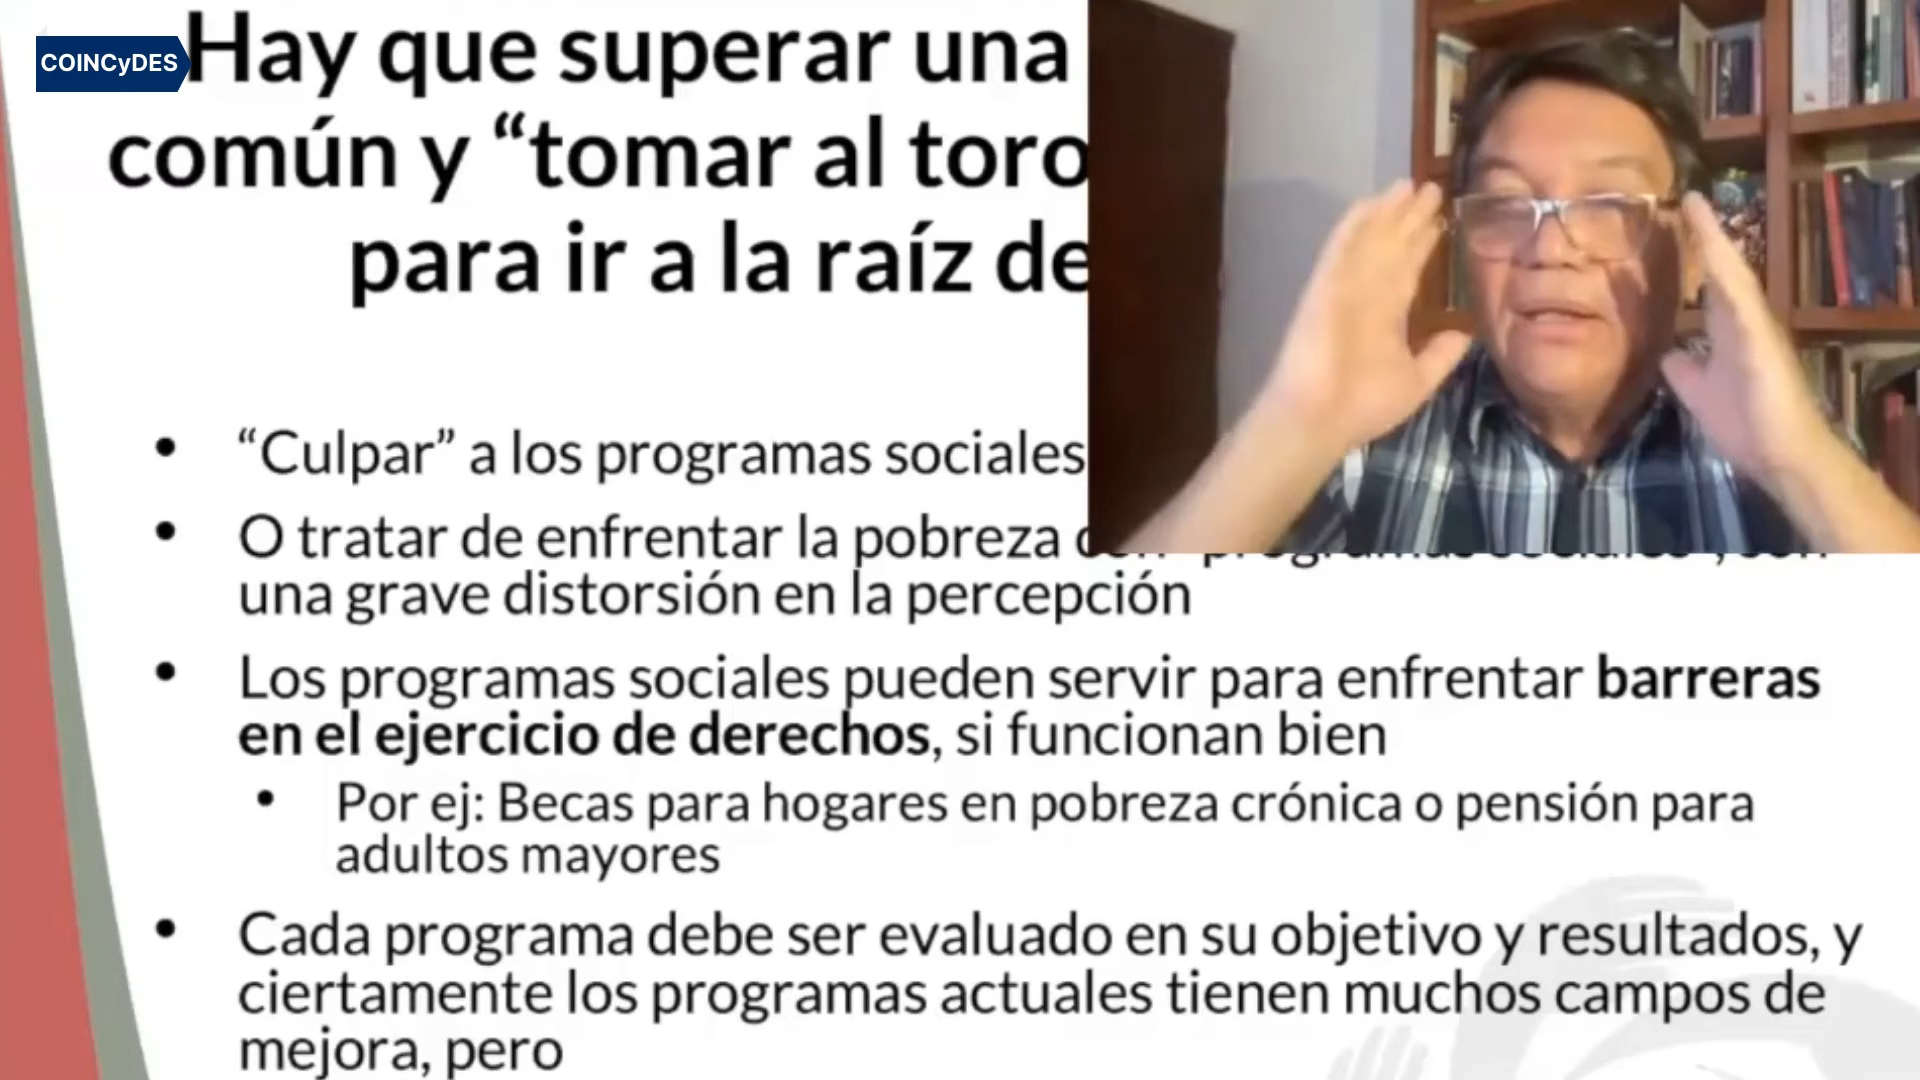 COINCyDES
Hay que superar una
común y “tomar al toro
para ir a la raíz de
• “Culpar” a los programas sociales
• O tratar de enfrentar la pobreza con “programas sociales”, son
una grave distorsión en la percepción
• Los programas sociales pueden servir para enfrentar barreras
en el ejercicio de derechos, si funcionan bien
• Por ej: Becas para hogares en pobreza crónica o pensión para
adultos mayores
• Cada programa debe ser evaluado en su objetivo y resultados, y
ciertamente los programas actuales tienen muchos campos de
mejora, pero